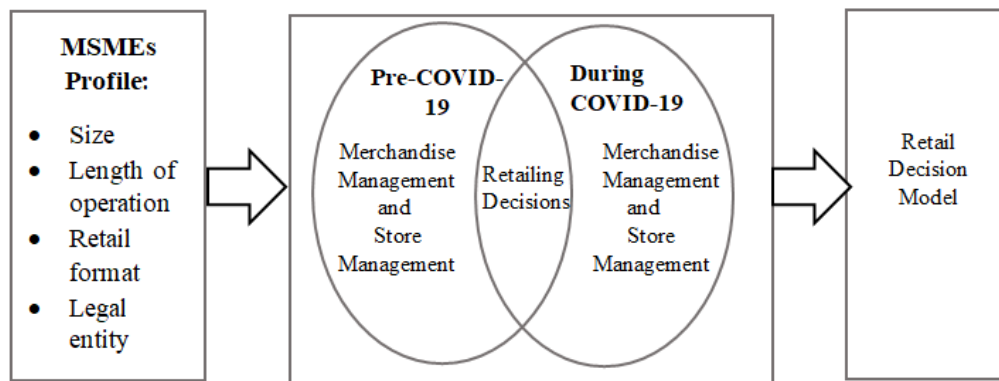 MSMEs
Profile:
• Size
• Length of
operation
• Retail
format
• Legal
entity
Pre-COVID-
19
Merchandise
Management
and
Store
Management
Retailing
Decisions
During
COVID-19
Merchandise
Management
and
Store
Management
Retail
Decision
Model